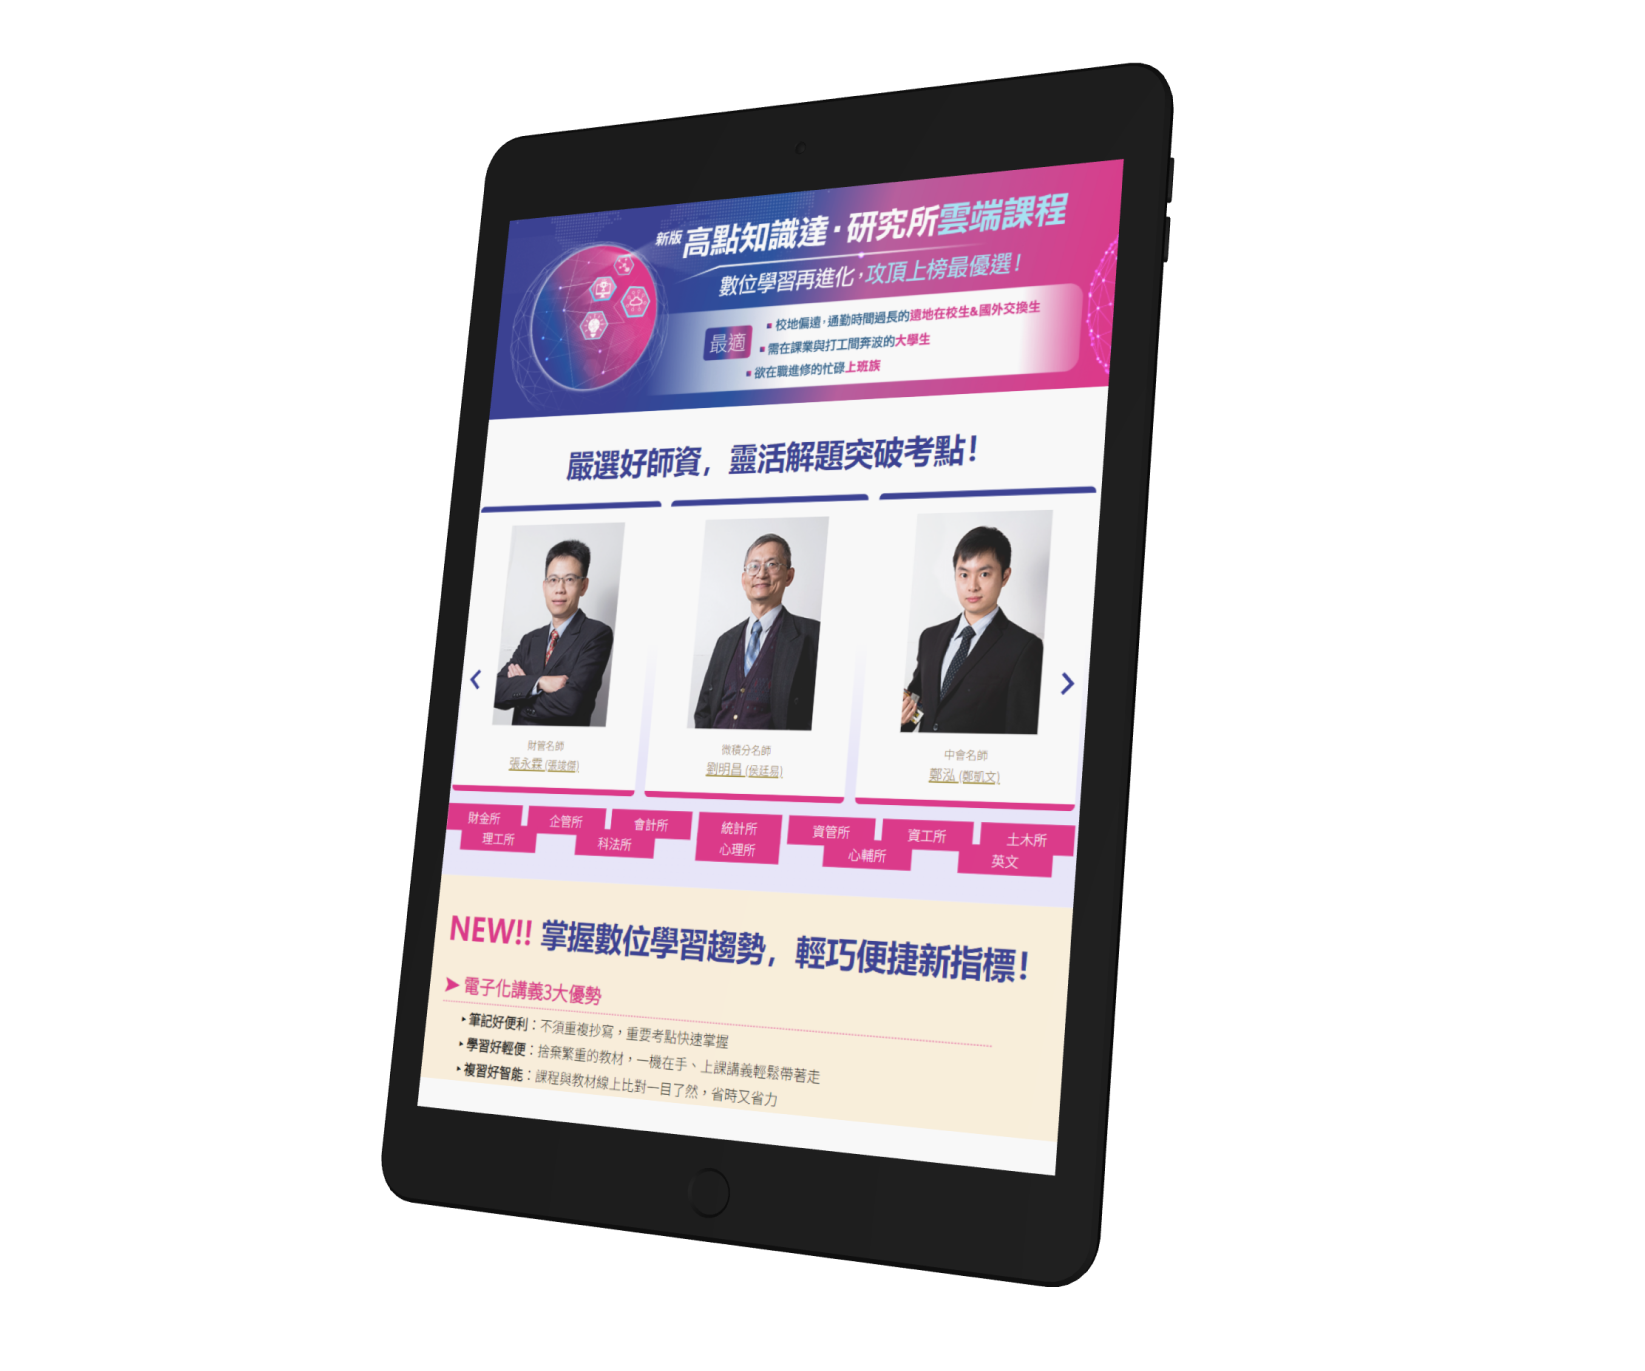 新版 高點知識達·研究所雲端課程
數位學習再進化,攻頂上榜最優選!
最適
▪ 校地偏遠,通勤時間過長的遠地在校生&國外交換生
▪ 需在課業與打工間奔波的大學生
▪ 欲在職進修的忙碌上班族
嚴選好師資，靈活解題突破考點!
財管名師
張永霖 (張竣傑)
微積分名師
劉明昌 (侯廷易)
中會名師
鄭泓 (鄭凱文)
財金所 企管所 會計所 統計所 資管所 資工所 土木所
理工所 科法所 心理所 心輔所 英文
NEW!! 掌握數位學習趨勢，輕巧便捷新指標!
➤ 電子化講義3大優勢
▸ 筆記好便利：不須重複抄寫，重要考點快速掌握
▸ 學習好輕便：捨棄繁重的教材，一機在手、上課講義輕鬆帶著走
▸ 複習好智能：課程與教材線上比對一目了然，省時又省力